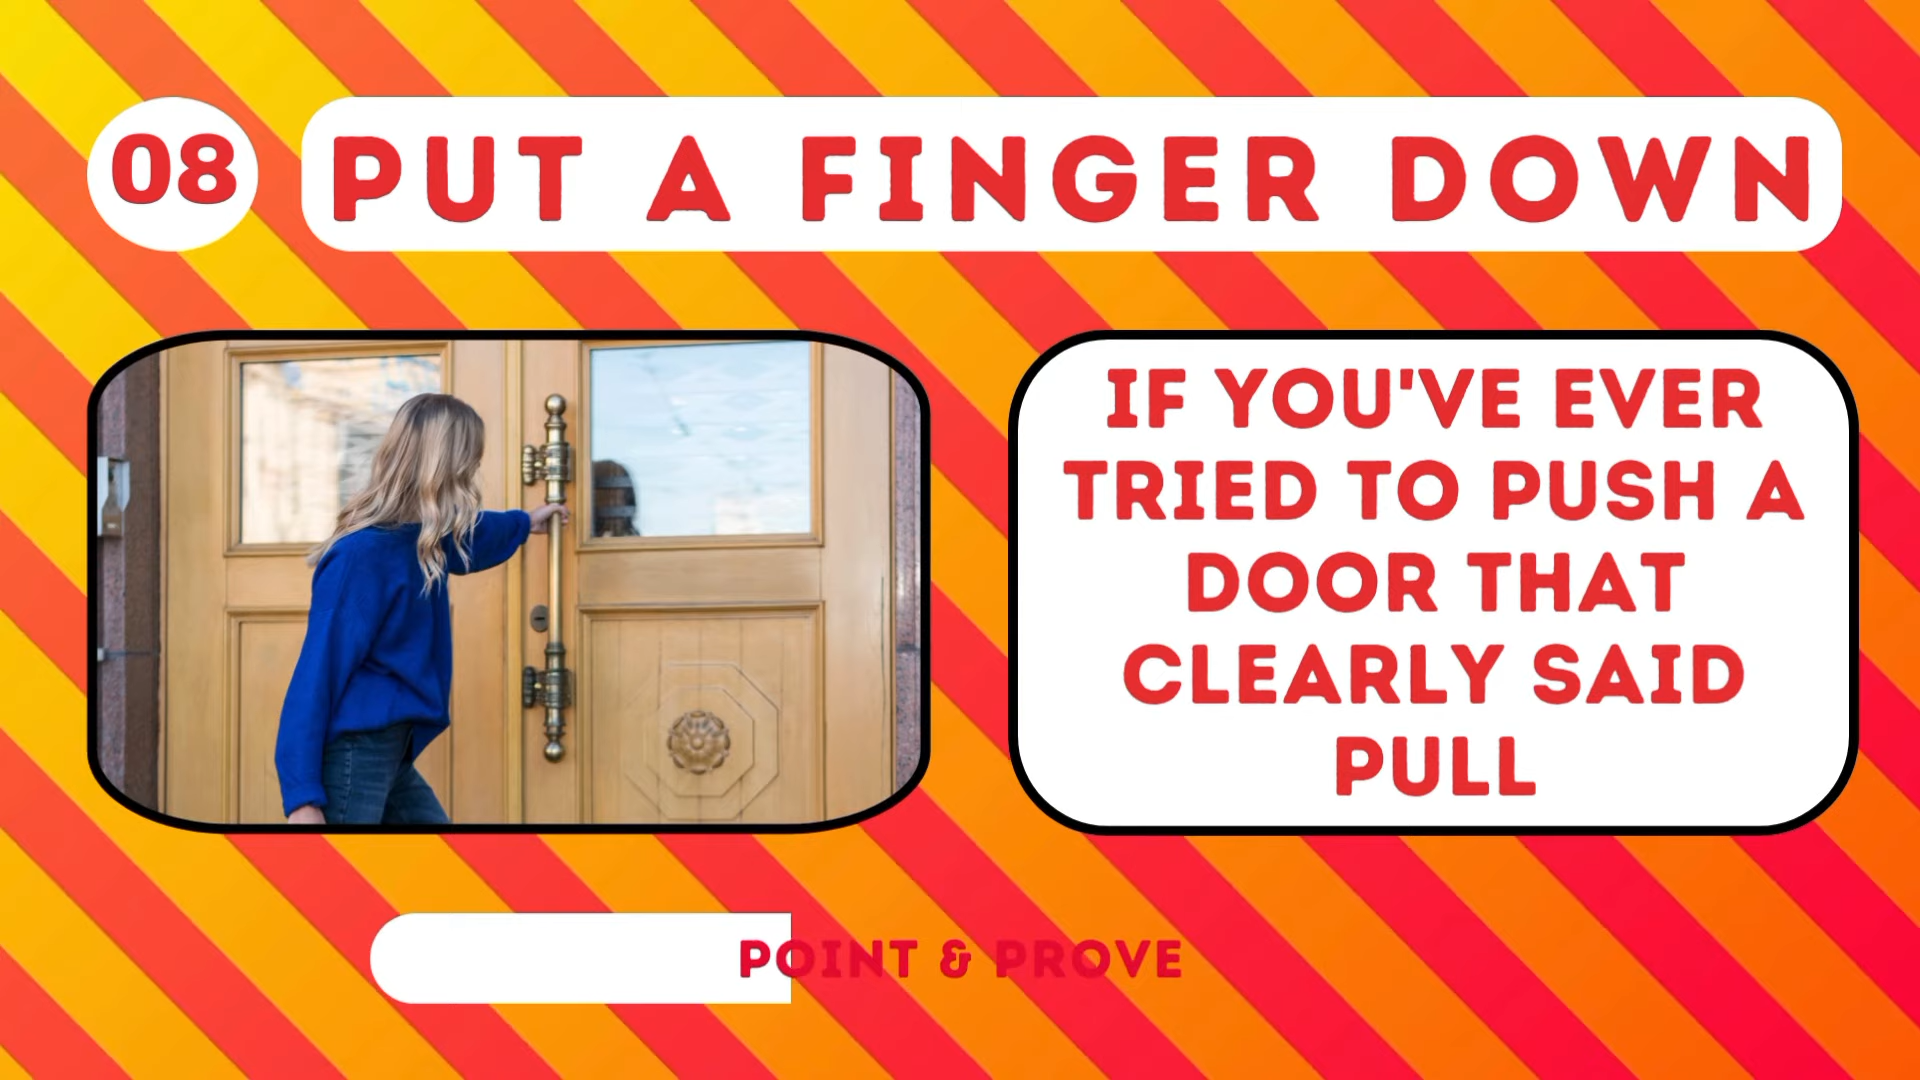 08
PUT A FINGER DOWN
IF YOU'VE EVER
TRIED TO PUSH A
DOOR THAT
CLEARLY SAID
PULL
POINT & PROVE